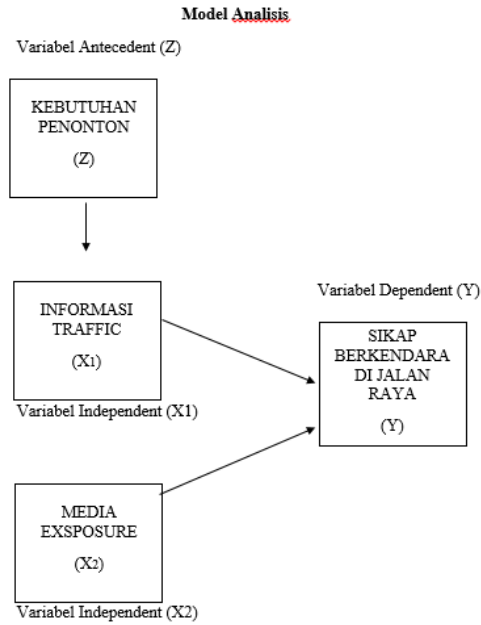 Model Analisis
Variabel Antecedent (Z)
KEBUTUHAN
PENONTON
(Z)
INFORMASI
TRAFFIC
(X1)
Variabel Independent (X1)
Variabel Dependent (Y)
SIKAP
BERKENDARA
DI JALAN
RAYA
(Y)
MEDIA
EXSPOSURE
(X2)
Variabel Independent (X2)